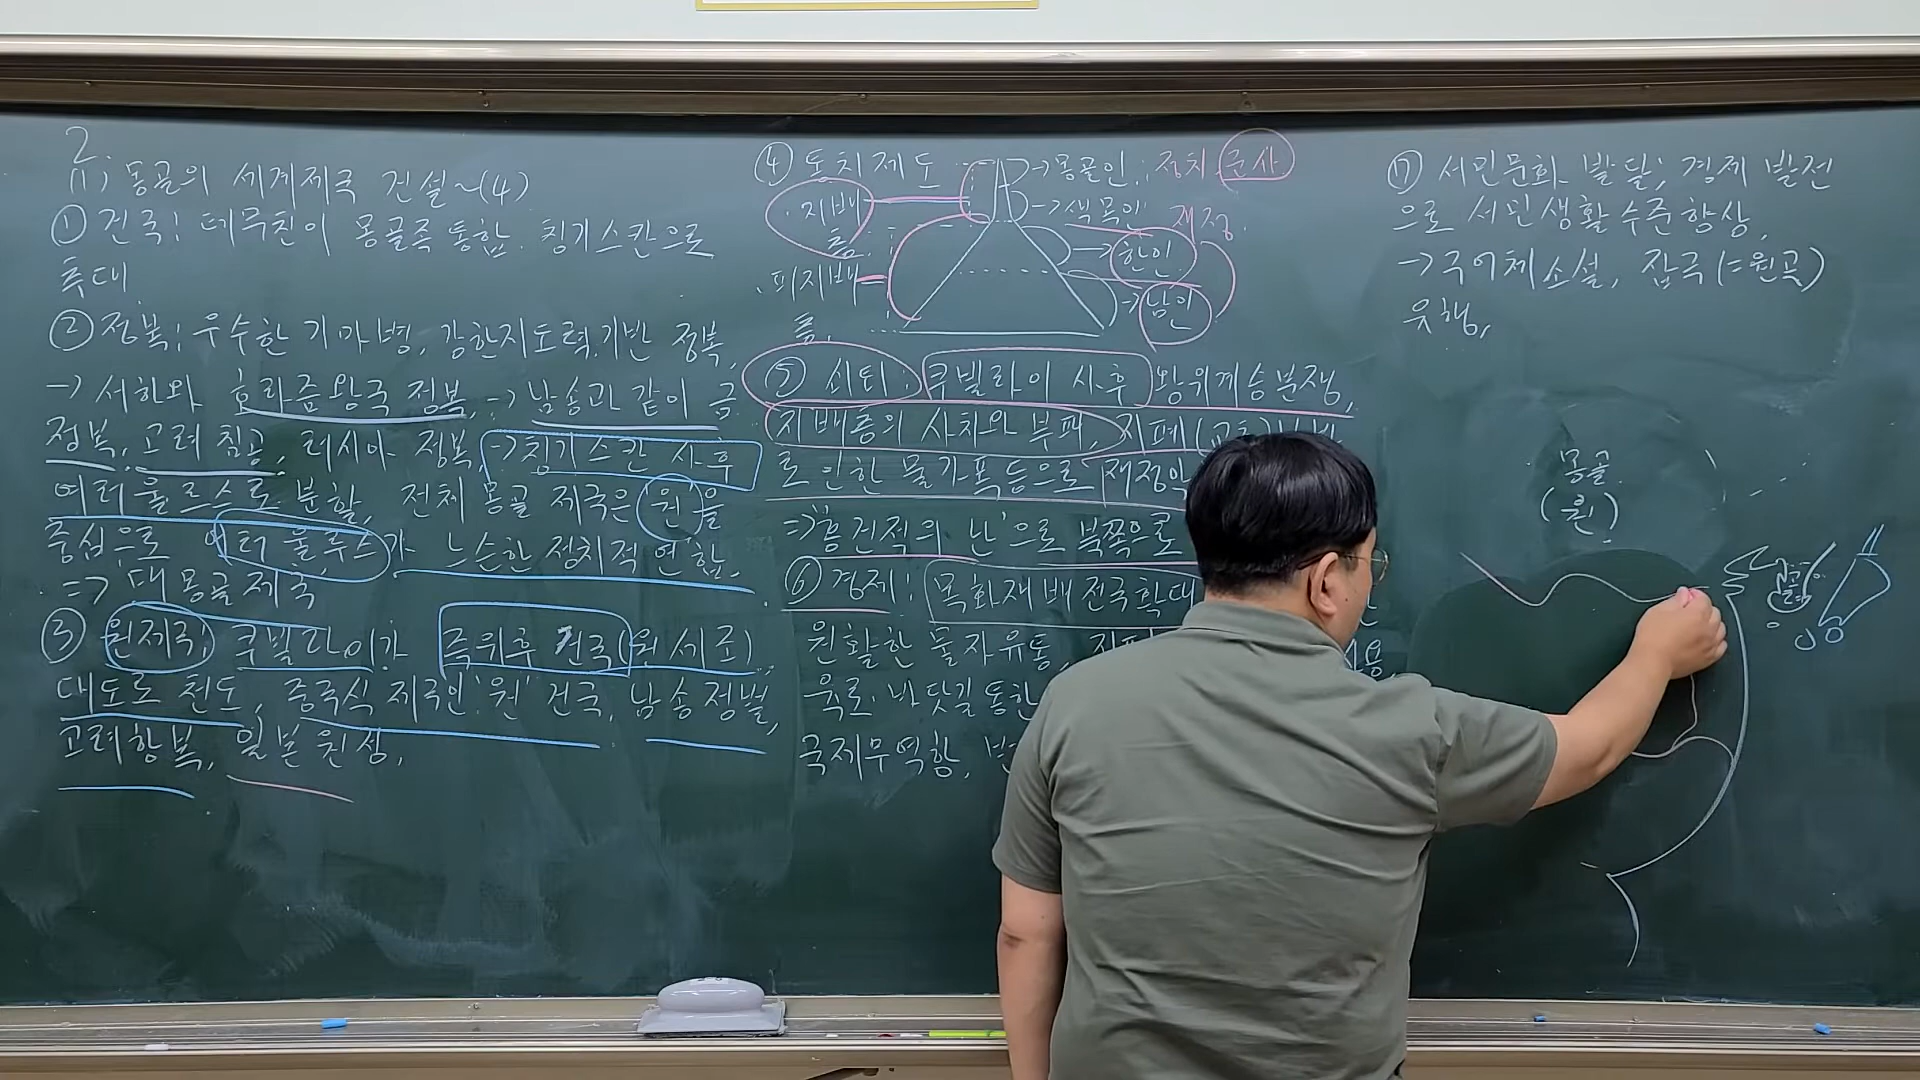 2.
(1) 몽골의 세계제국 건설~(4)
① 건국: 테무친이 몽골족 통합. 칭기스칸으로
추대
② 정복: 우수한 기마병, 강한지도력.기반 정복,
→ 서하와 호라즘왕국 정복, → 남송과 같이 금
정복, 고려 침공, 러시아 정복, → 칭기스칸 사후
여러 울루스로 분할, 전체 몽골 제국은 '원'을
중심으로 여러 울루스가 느슨한 정치적 연합,
=> 대 몽골 제국
③ 원제국: 쿠빌라이가 즉위후 건국(원 세조)
대도로 천도, 중국식 제국인 '원' 건국, 남송 정벌,
고려항복, 일본 원정,
④ 통치제도 → 몽골인: 정치 군사
·지배 → 색목인 재정.
층. → 한인.
·피지배 → 남인
층.
⑤ 쇠퇴: 쿠빌라이 사후 왕위계승분쟁,
지배층의 사치와 부패, 지폐(교초)
로 인한 물가폭등으로 재정악
=> '홍건적의 난'으로 북쪽으로
⑥ 경제: 목화재배 전국확대
원활한 물자유통,
육로·바닷길 통한
국제무역항,
⑦ 서민문화 발달: 경제 발전
으로 서민생활수준향상,
→ 구어체소설, 잡극(=원곡)
유행,
몽골
(원)
고려